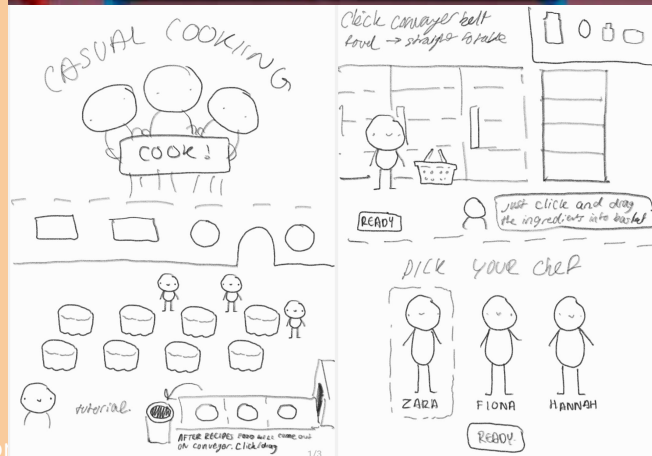 CASUAL COOKING
COOK!
tutorial
AFTER RECIPES FOOD will come out
ON conveyor. Click/drag
1/3
Click conveyer belt
food → straight to table
READY
just click and drag
the ingredients into basket
PICK YOUR CHEF
ZARA
FIONA
HANNAH
READY.